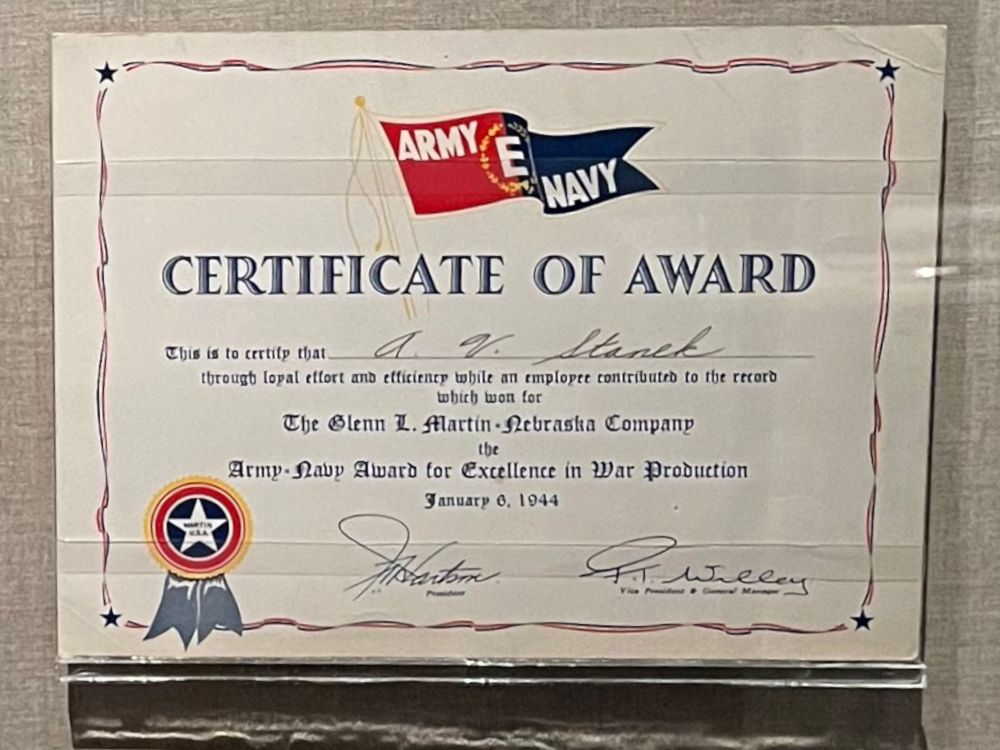 ARMY E NAVY
CERTIFICATE OF AWARD
This is to certify that A. V. Stanek
through loyal effort and efficiency while an employee contributed to the record
which won for
The Glenn L. Martin-Nebraska Company
the
Army-Navy Award for Excellence in War Production
January 6, 1944
MARTIN
U.S.A.
President
Vice President & General Manager